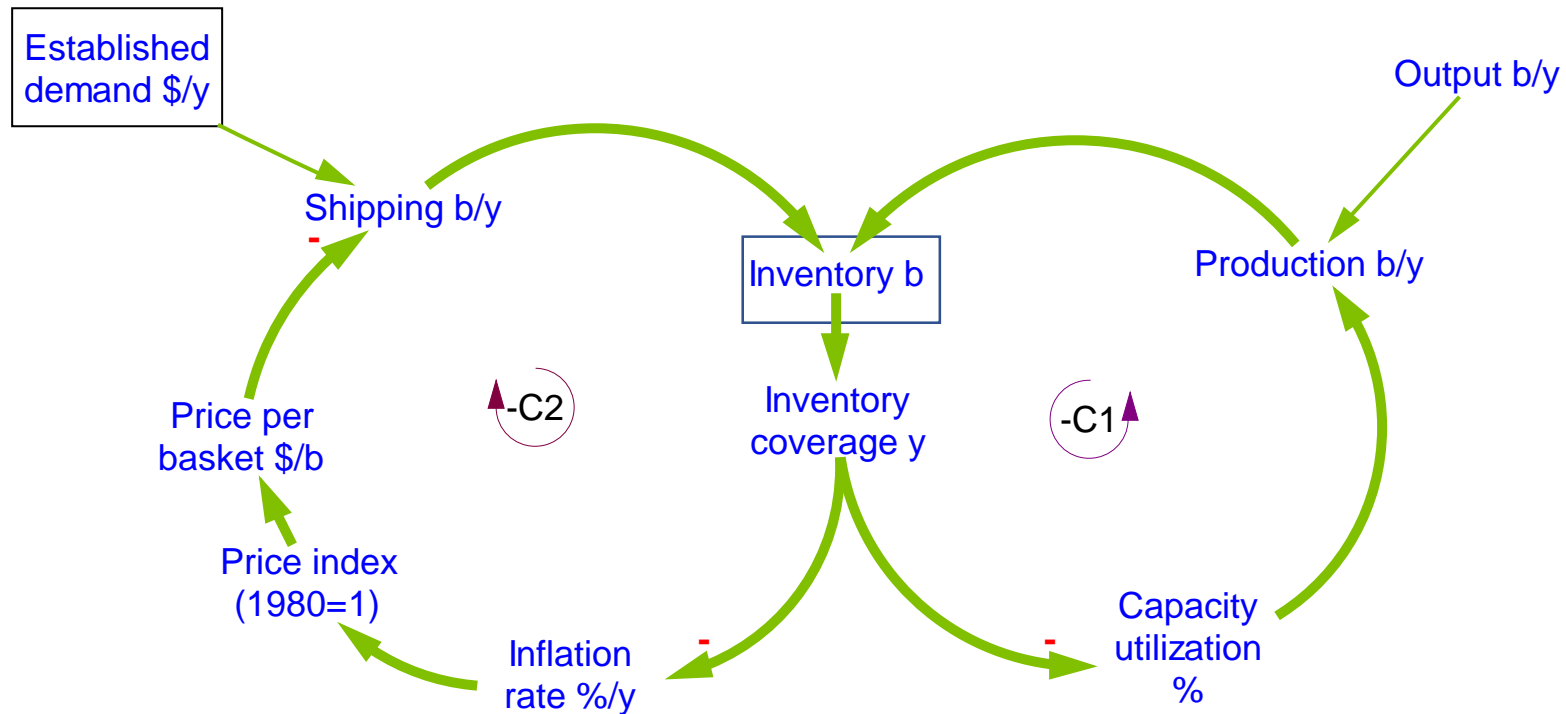 Established
demand $/y
Output b/y
Shipping b/y
-
Inventory b
Production b/y
Price per
basket $/b
-C2
Inventory
coverage y
-C1
Price index
(1980=1)
Inflation
rate %/y
-
-
Capacity
utilization
%